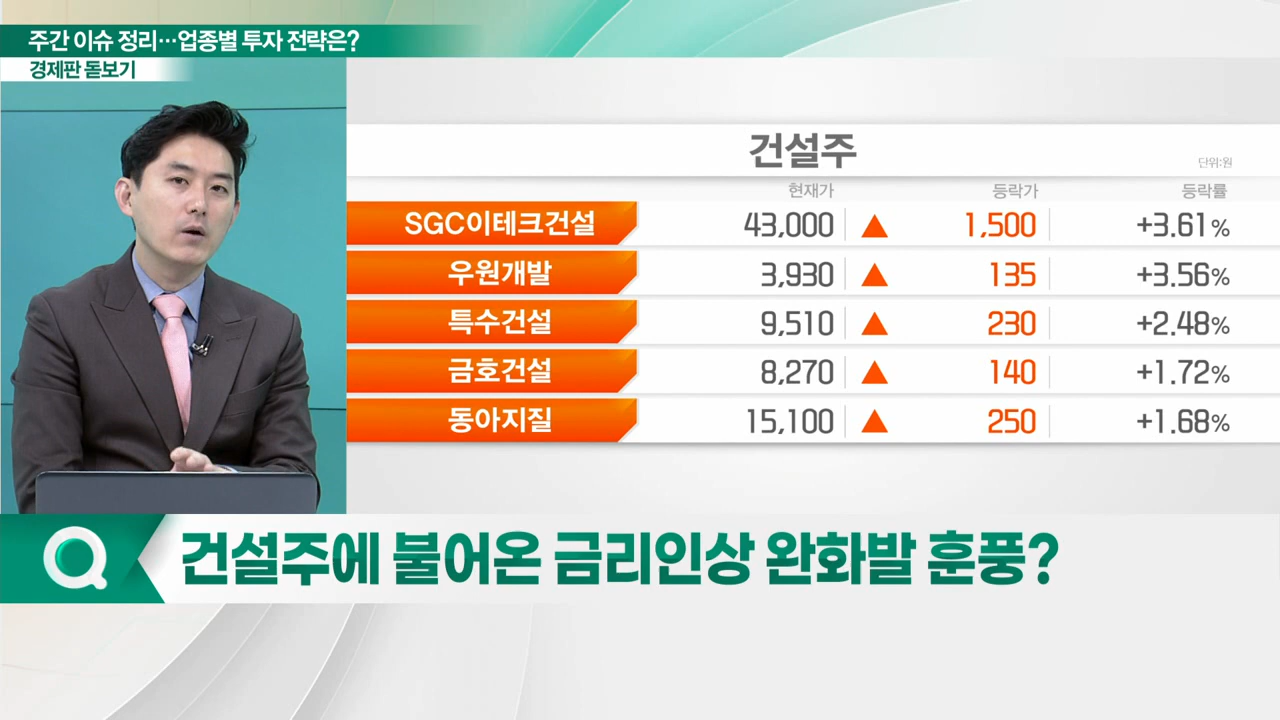 주간 이슈 정리…업종별 투자 전략은?
경제판 돋보기
건설주
단위:원
현재가 등락가 등락률
SGC이테크건설 43,000 ▲ 1,500 +3.61%
우원개발 3,930 ▲ 135 +3.56%
특수건설 9,510 ▲ 230 +2.48%
금호건설 8,270 ▲ 140 +1.72%
동아지질 15,100 ▲ 250 +1.68%
Q 건설주에 불어온 금리인상 완화발 훈풍?